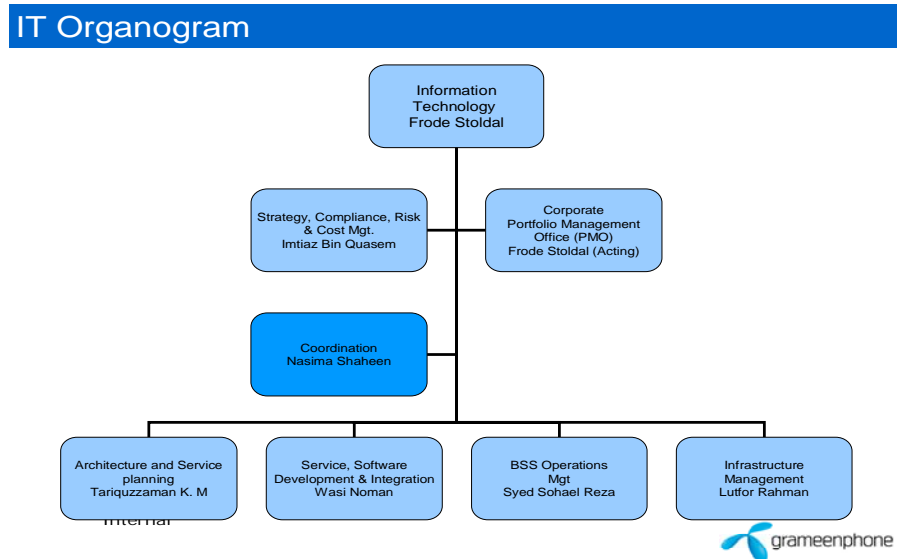 IT Organogram
Information
Technology
Frode Stoldal
Strategy, Compliance, Risk
& Cost Mgt.
Imtiaz Bin Quasem
Corporate
Portfolio Management
Office (PMO)
Frode Stoldal (Acting)
Coordination
Nasima Shaheen
Architecture and Service
planning
Tariquzzaman K. M
Service, Software
Development & Integration
Wasi Noman
BSS Operations
Mgt
Syed Sohael Reza
Infrastructure
Management
Lutfor Rahman
Internal
grameenphone